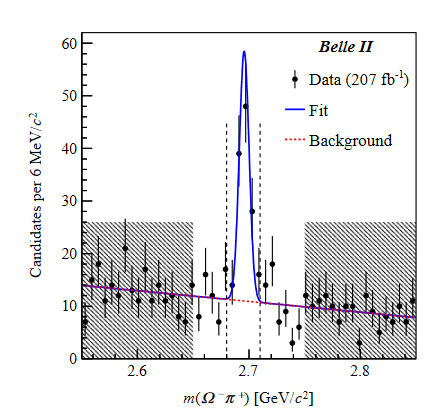 Belle II
Data (207 fb⁻¹)
Fit
Background
Candidates per 6 MeV/c²
60
50
40
30
20
10
0
2.6
2.7
2.8
m(Ω⁻π⁺) [GeV/c²]